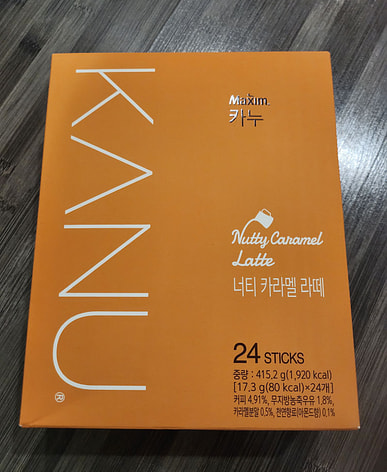 KANU®
Maxim
카누
Nutty Caramel
Latte
너티 카라멜 라떼
24 STICKS
중량 : 415.2 g(1,920 kcal)
[17.3 g(80 kcal)×24개]
커피 4.91%, 무지방농축우유 1.8%,
카라멜분말 0.5%, 천연향료(아몬드향) 0.1%